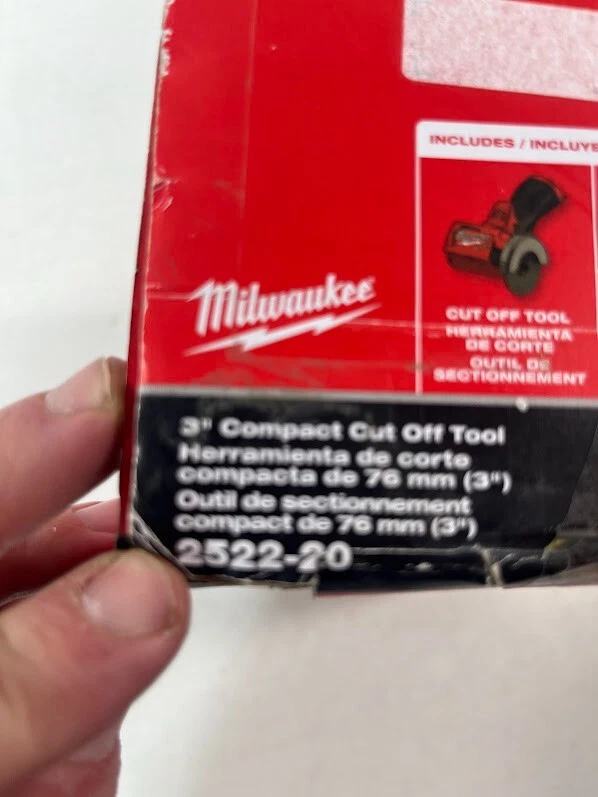 INCLUDES / INCLUYE
Milwaukee
CUT OFF TOOL
HERRAMIENTA
DE CORTE
OUTIL DE
SECTIONNEMENT
3" Compact Cut Off Tool
Herramienta de corte
compacta de 76 mm (3")
Outil de sectionnement
compact de 76 mm (3")
2522-20